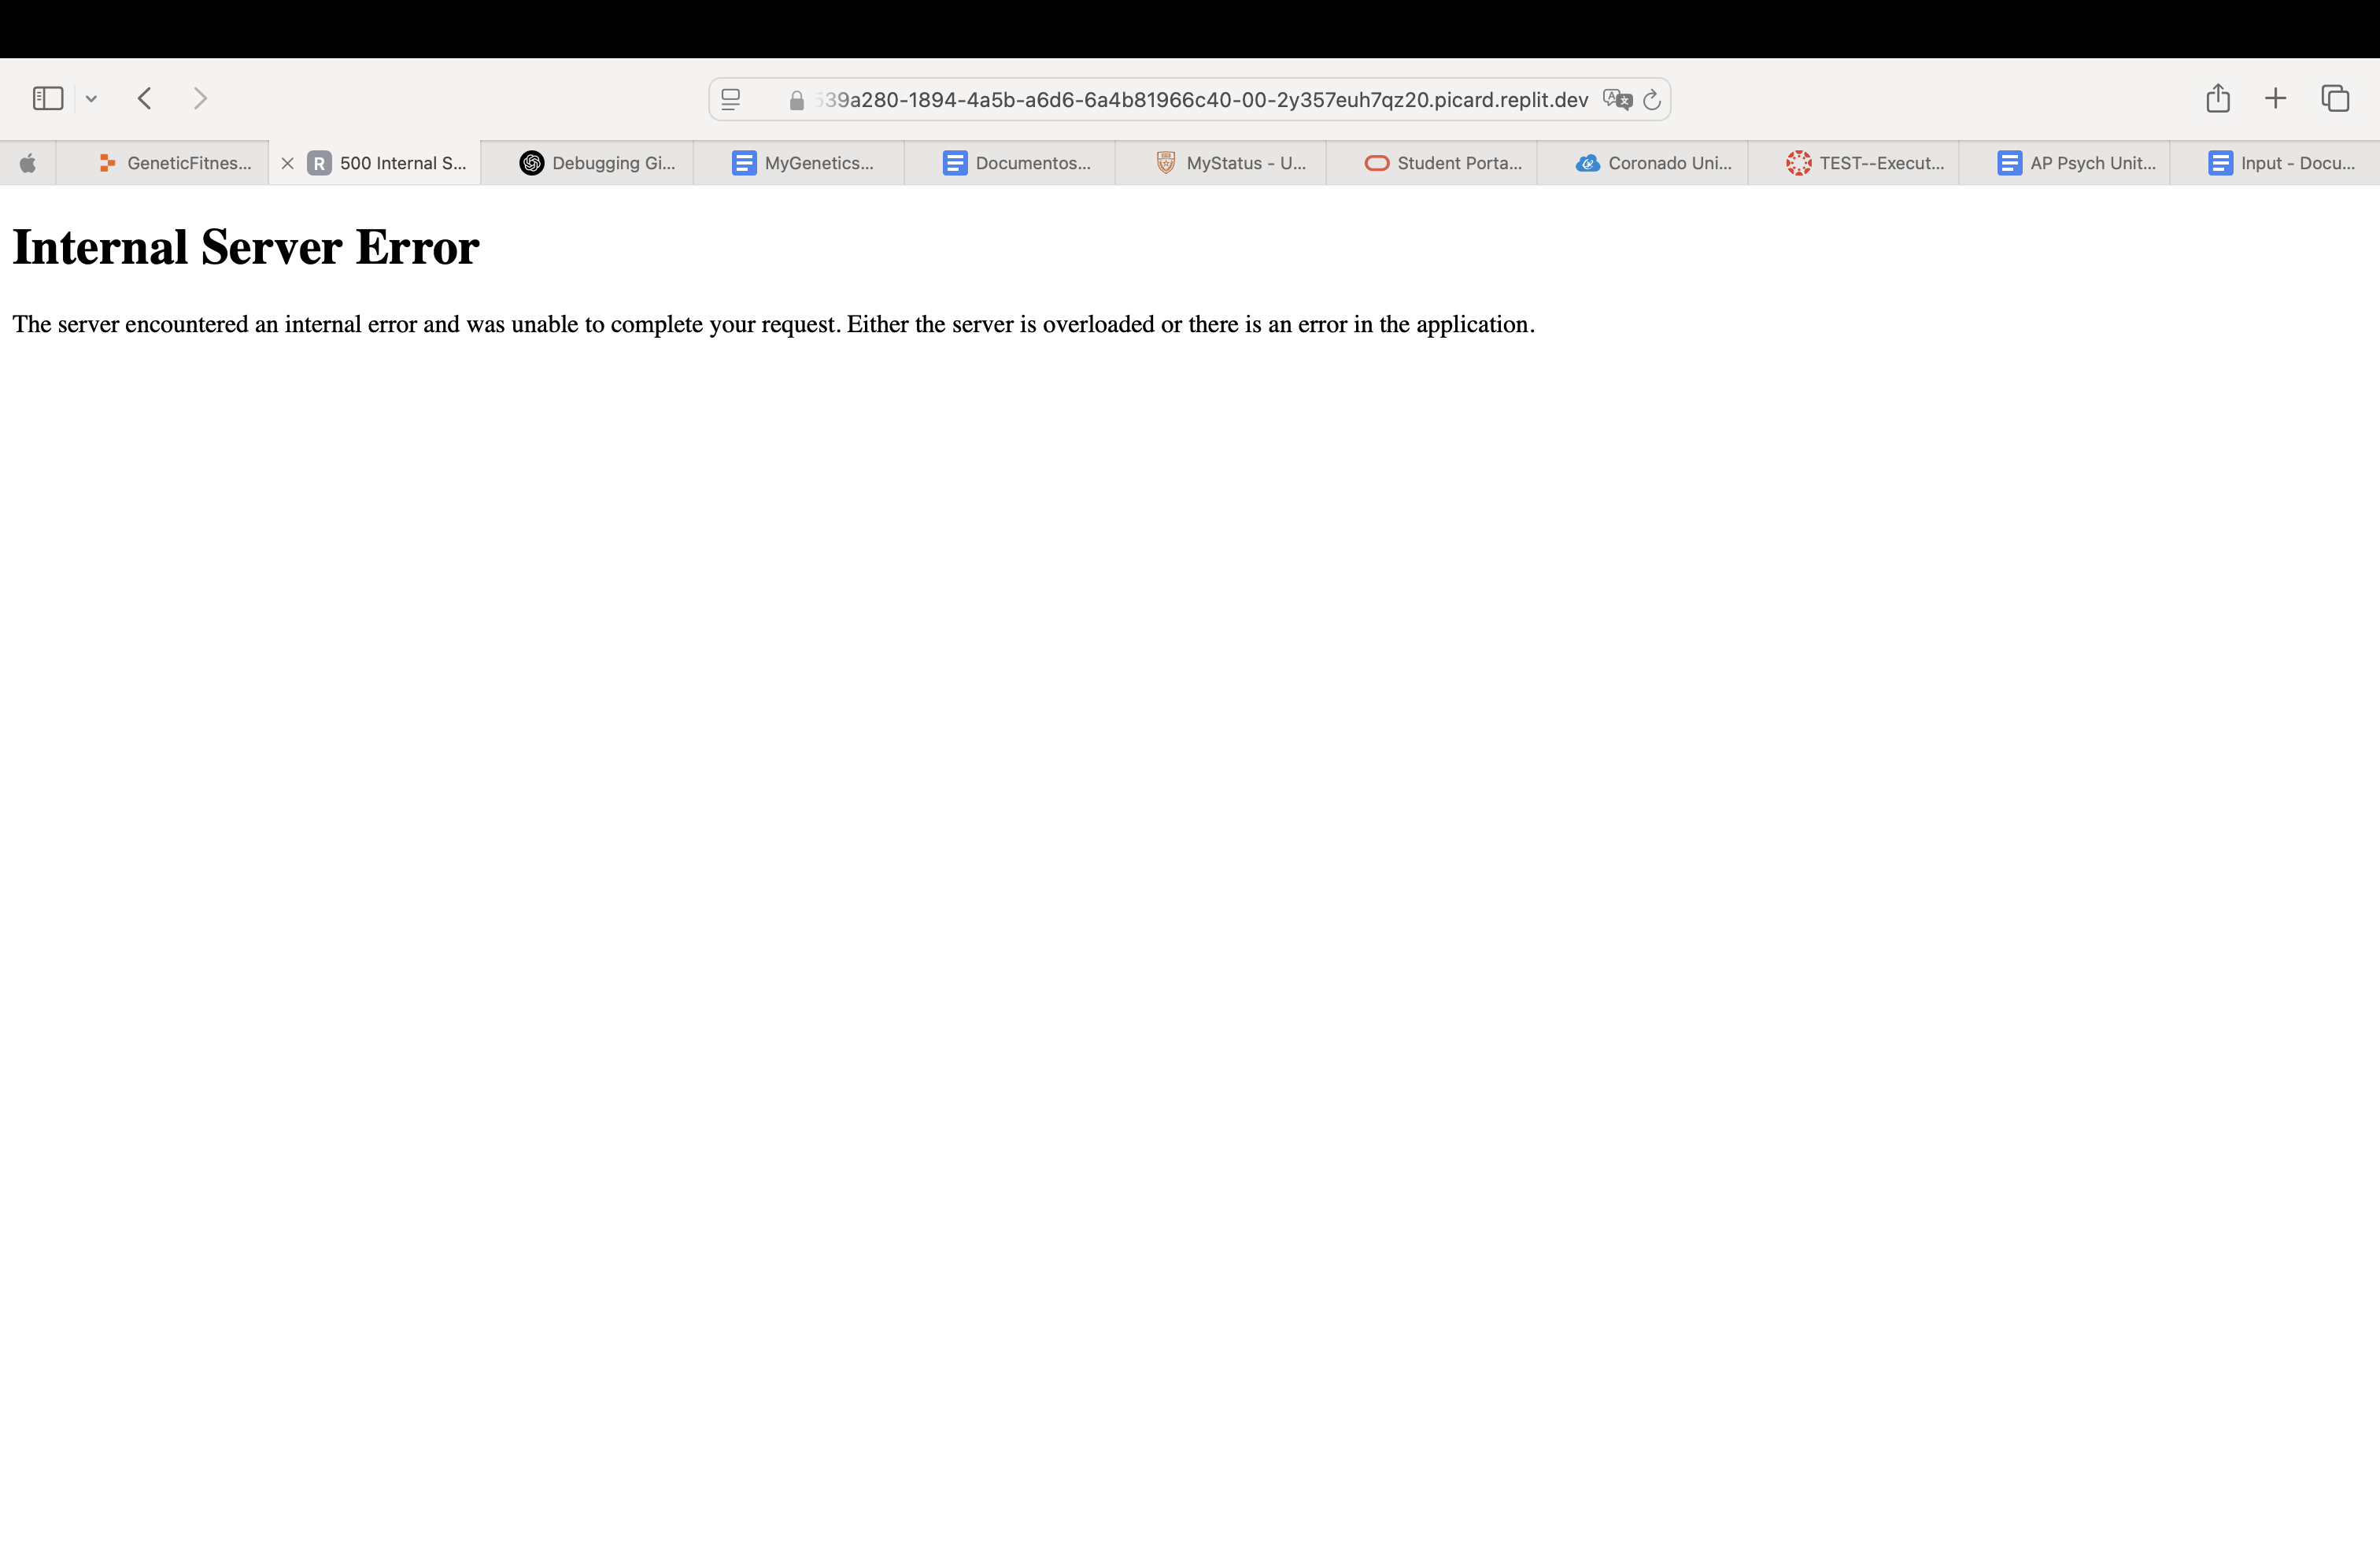 539a280-1894-4a5b-a6d6-6a4b81966c40-00-2y357euh7qz20.picard.replit.dev
GeneticFitnes...
R 500 Internal S...
Debugging Gi...
MyGenetics...
Documentos...
MyStatus - U...
Student Porta...
Coronado Uni...
TEST--Execut...
AP Psych Unit...
Input - Docu...
Internal Server Error
The server encountered an internal error and was unable to complete your request. Either the server is overloaded or there is an error in the application.